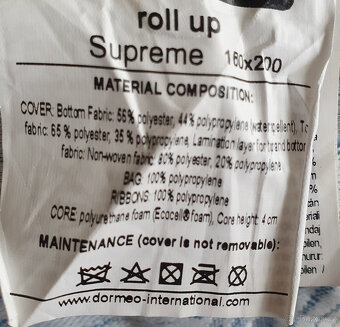 roll up
Supreme 160x200
MATERIAL COMPOSITION:
COVER: Bottom Fabric: 56% polyester, 44% polypropylene (water repellent), Top
fabric: 65 % polyester, 35 % polypropylene, Lamination layer for top and bottom
fabric: Non-woven fabric: 80% polyester, 20% polypropylene
BAG: 100% polypropylene
RIBBONS: 100% polypropylene
CORE: polyurethane foam (Ecocell® foam), Core height: 4 cm
MAINTENANCE (cover is not removable):
www.dormeo-international.com